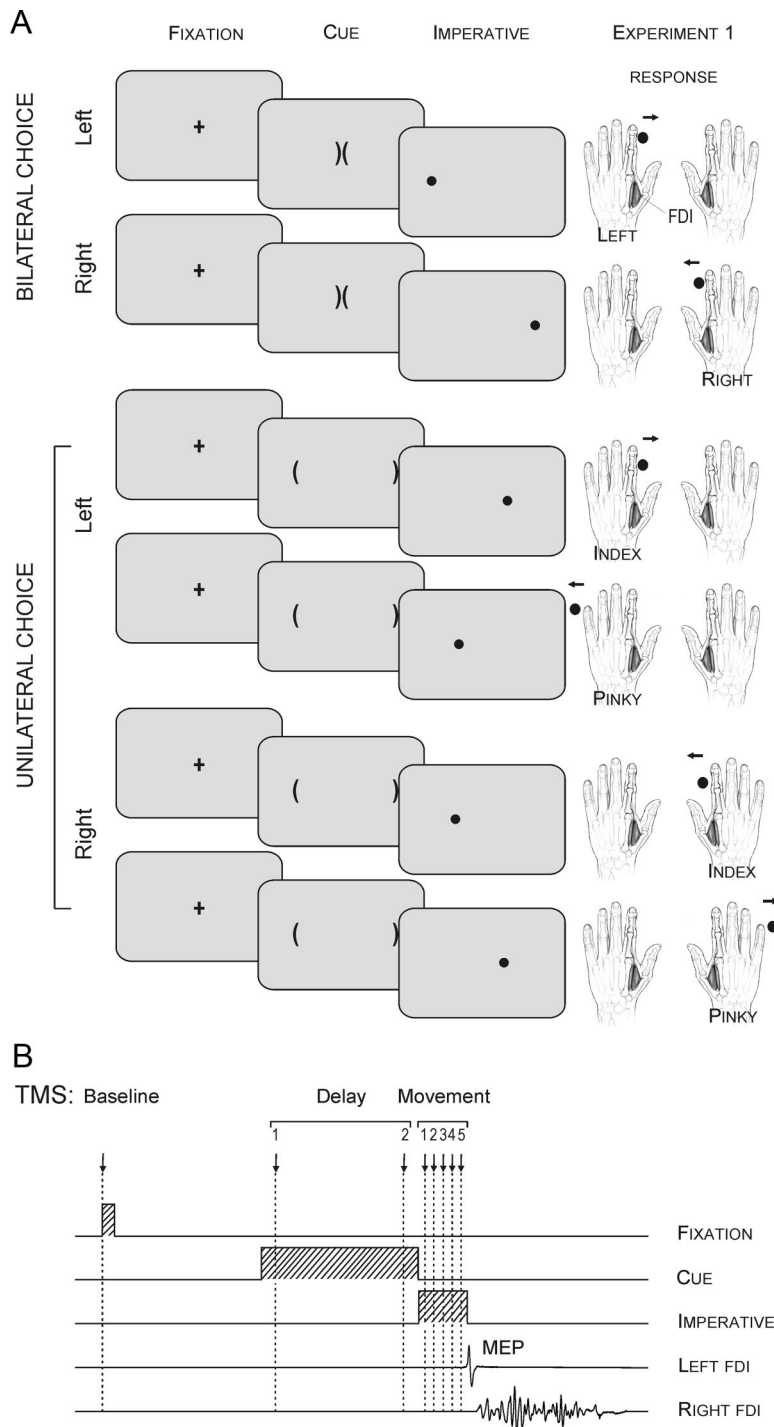 A
FIXATION CUE IMPERATIVE EXPERIMENT 1
RESPONSE
BILATERAL CHOICE
Left
+
)(
FDI
LEFT
Right
+
)(
RIGHT
UNILATERAL CHOICE
Left
+
( )
INDEX
+
( )
PINKY
Right
+
( )
INDEX
+
( )
PINKY
B
TMS: Baseline Delay Movement
1 2 1 2 3 4 5
FIXATION
CUE
IMPERATIVE
MEP
LEFT FDI
RIGHT FDI